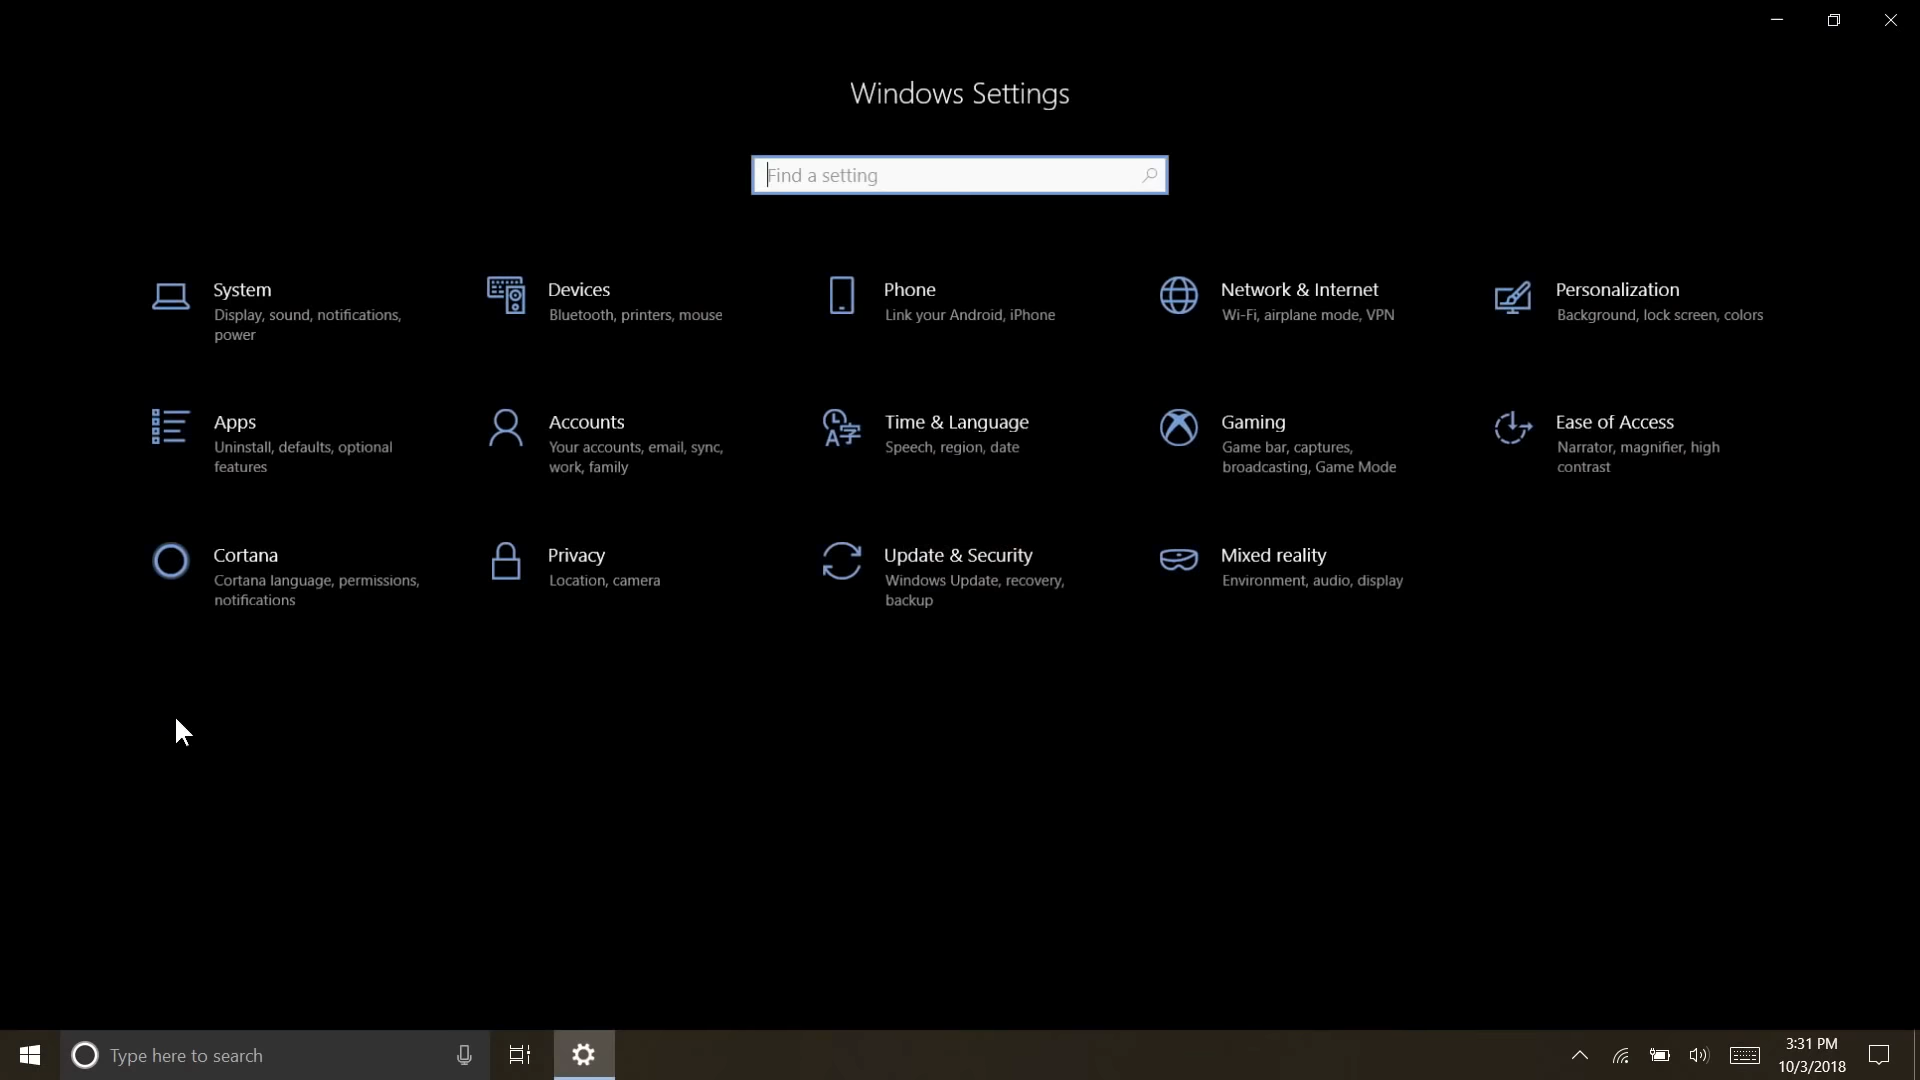 Windows Settings
Find a setting
System
Display, sound, notifications,
power
Devices
Bluetooth, printers, mouse
Phone
Link your Android, iPhone
Network & Internet
Wi-Fi, airplane mode, VPN
Personalization
Background, lock screen, colors
Apps
Uninstall, defaults, optional
features
Accounts
Your accounts, email, sync,
work, family
Time & Language
Speech, region, date
Gaming
Game bar, captures,
broadcasting, Game Mode
Ease of Access
Narrator, magnifier, high
contrast
Cortana
Cortana language, permissions,
notifications
Privacy
Location, camera
Update & Security
Windows Update, recovery,
backup
Mixed reality
Environment, audio, display
Type here to search
3:31 PM
10/3/2018